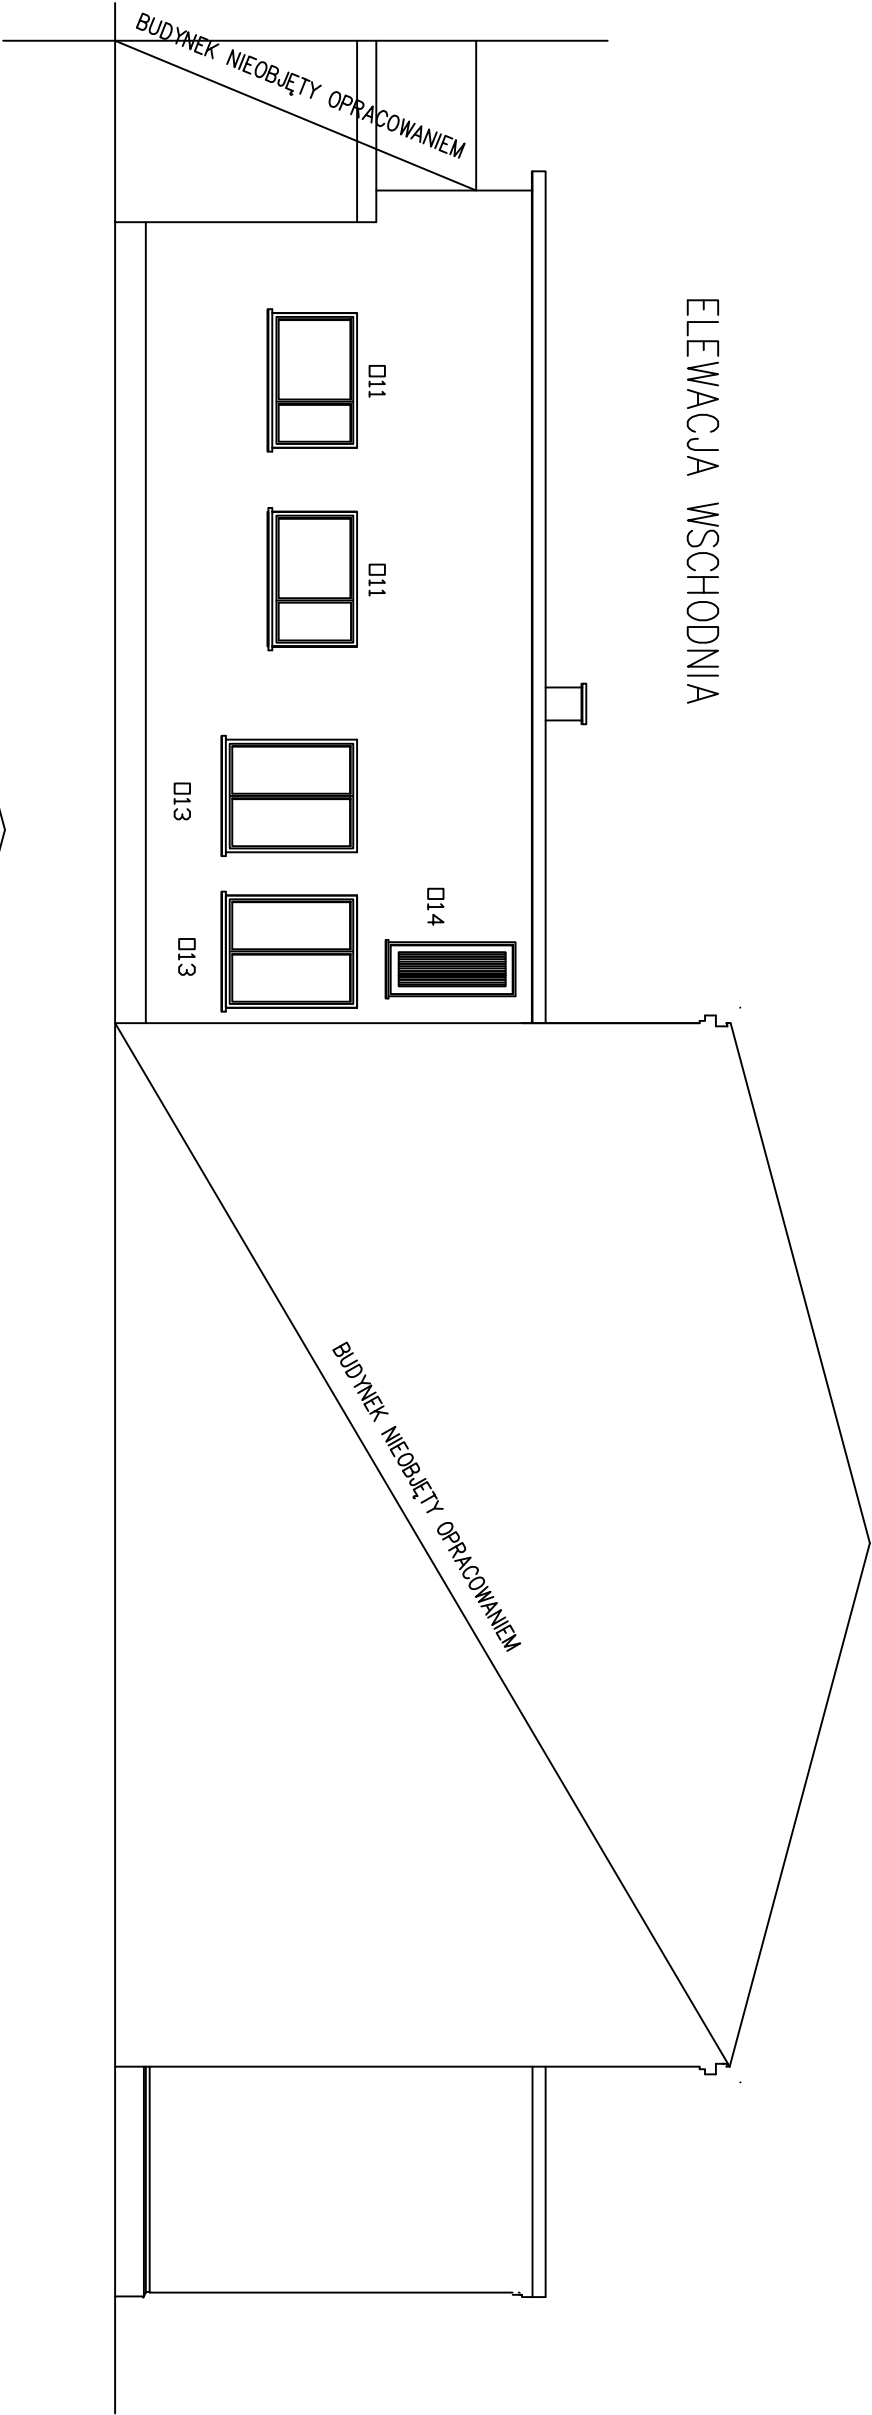 ELEWACJA WSCHODNIA
BUDYNEK NIEOBJĘTY OPRACOWANIEM
O11
O11
O13
O13
O14
BUDYNEK NIEOBJĘTY OPRACOWANIEM